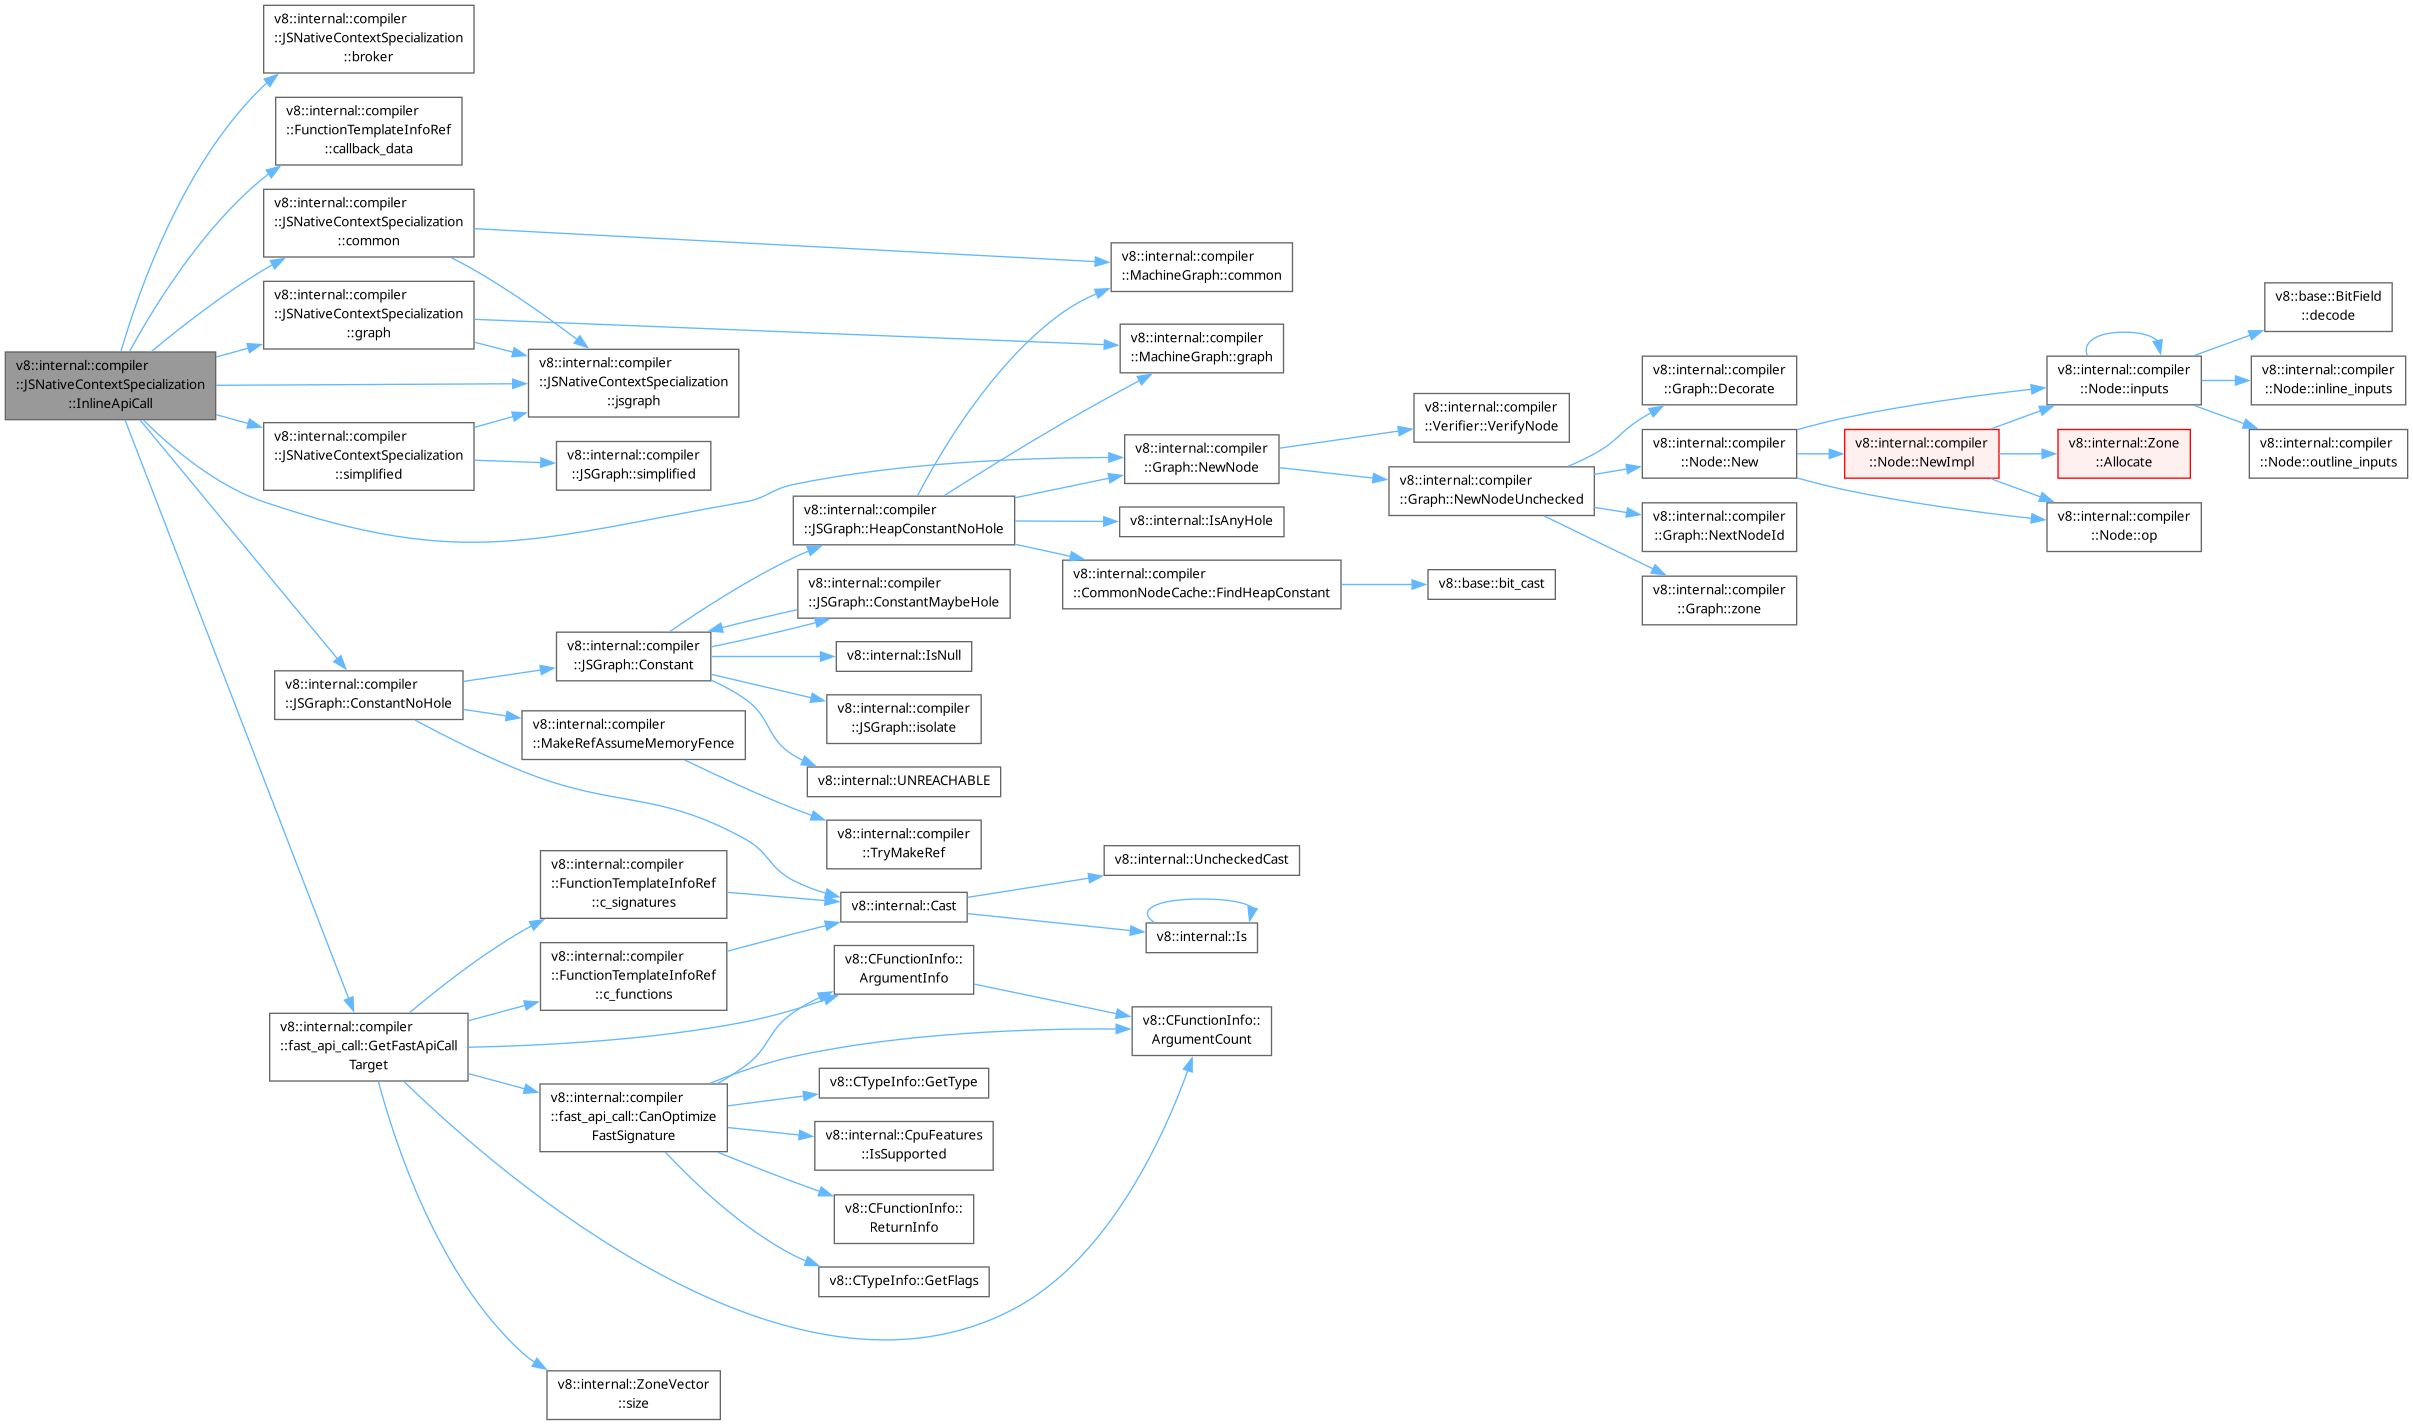 v8::internal::compiler
::JSNativeContextSpecialization
::InlineApiCall
v8::internal::compiler
::JSNativeContextSpecialization
::broker
v8::internal::compiler
::FunctionTemplateInfoRef
::callback_data
v8::internal::compiler
::JSNativeContextSpecialization
::common
v8::internal::compiler
::JSNativeContextSpecialization
::graph
v8::internal::compiler
::JSNativeContextSpecialization
::simplified
v8::internal::compiler
::JSGraph::ConstantNoHole
v8::internal::compiler
::fast_api_call::GetFastApiCall
Target
v8::internal::compiler
::JSNativeContextSpecialization
::jsgraph
v8::internal::compiler
::JSGraph::simplified
v8::internal::compiler
::JSGraph::Constant
v8::internal::compiler
::MakeRefAssumeMemoryFence
v8::internal::compiler
::FunctionTemplateInfoRef
::c_signatures
v8::internal::compiler
::FunctionTemplateInfoRef
::c_functions
v8::internal::compiler
::fast_api_call::CanOptimize
FastSignature
v8::internal::ZoneVector
::size
v8::internal::compiler
::JSGraph::HeapConstantNoHole
v8::internal::compiler
::JSGraph::ConstantMaybeHole
v8::internal::IsNull
v8::internal::compiler
::JSGraph::isolate
v8::internal::UNREACHABLE
v8::internal::compiler
::TryMakeRef
v8::internal::Cast
v8::CFunctionInfo::
ArgumentInfo
v8::CTypeInfo::GetType
v8::internal::CpuFeatures
::IsSupported
v8::CFunctionInfo::
ReturnInfo
v8::CTypeInfo::GetFlags
v8::internal::compiler
::MachineGraph::common
v8::internal::compiler
::MachineGraph::graph
v8::internal::compiler
::Graph::NewNode
v8::internal::IsAnyHole
v8::internal::compiler
::CommonNodeCache::FindHeapConstant
v8::internal::UncheckedCast
v8::internal::Is
v8::CFunctionInfo::
ArgumentCount
v8::internal::compiler
::Verifier::VerifyNode
v8::internal::compiler
::Graph::NewNodeUnchecked
v8::base::bit_cast
v8::internal::compiler
::Graph::Decorate
v8::internal::compiler
::Node::New
v8::internal::compiler
::Graph::NextNodeId
v8::internal::compiler
::Graph::zone
v8::internal::compiler
::Node::NewImpl
v8::internal::compiler
::Node::inputs
v8::internal::Zone
::Allocate
v8::internal::compiler
::Node::op
v8::base::BitField
::decode
v8::internal::compiler
::Node::inline_inputs
v8::internal::compiler
::Node::outline_inputs